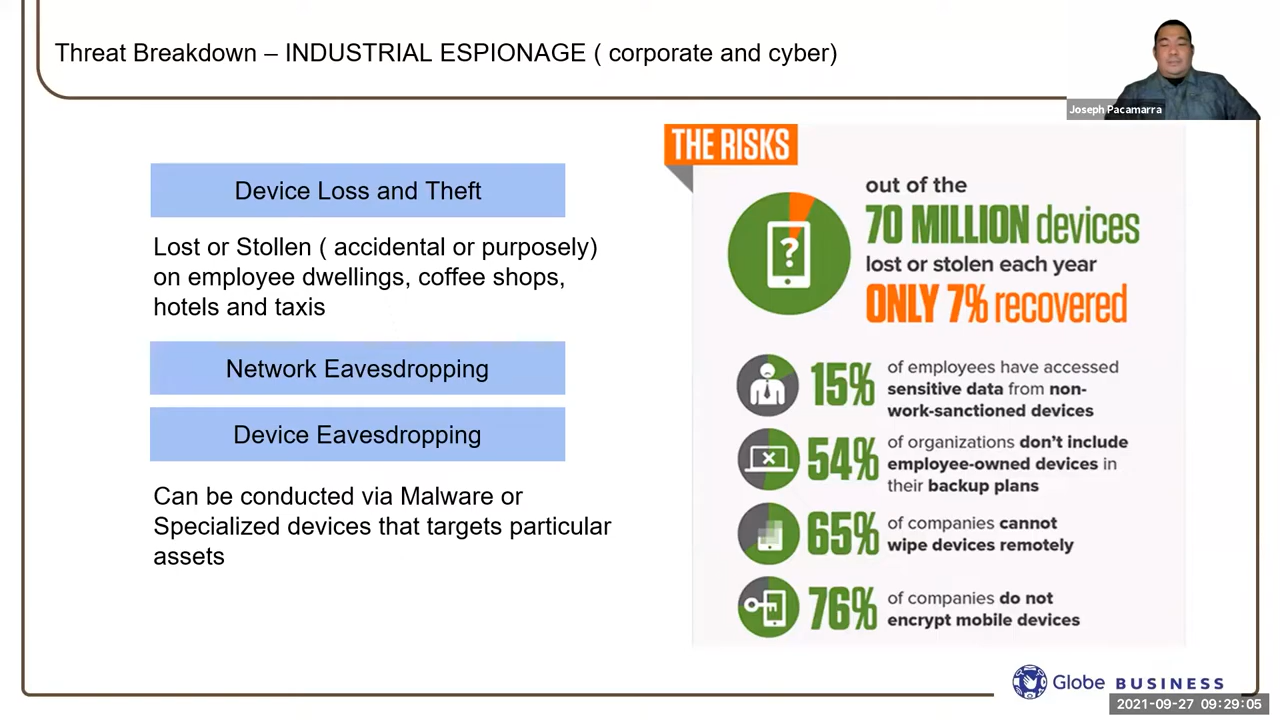 Threat Breakdown – INDUSTRIAL ESPIONAGE ( corporate and cyber)
Joseph Pacamarra
Device Loss and Theft
Lost or Stollen ( accidental or purposely)
on employee dwellings, coffee shops,
hotels and taxis
Network Eavesdropping
Device Eavesdropping
Can be conducted via Malware or
Specialized devices that targets particular
assets
THE RISKS
?
out of the
70 MILLION devices
lost or stolen each year
ONLY 7% recovered
15%
of employees have accessed
sensitive data from non-
work-sanctioned devices
54%
of organizations don't include
employee-owned devices in
their backup plans
65%
of companies cannot
wipe devices remotely
76%
of companies do not
encrypt mobile devices
Globe BUSINESS
2021-09-27 09:29:05